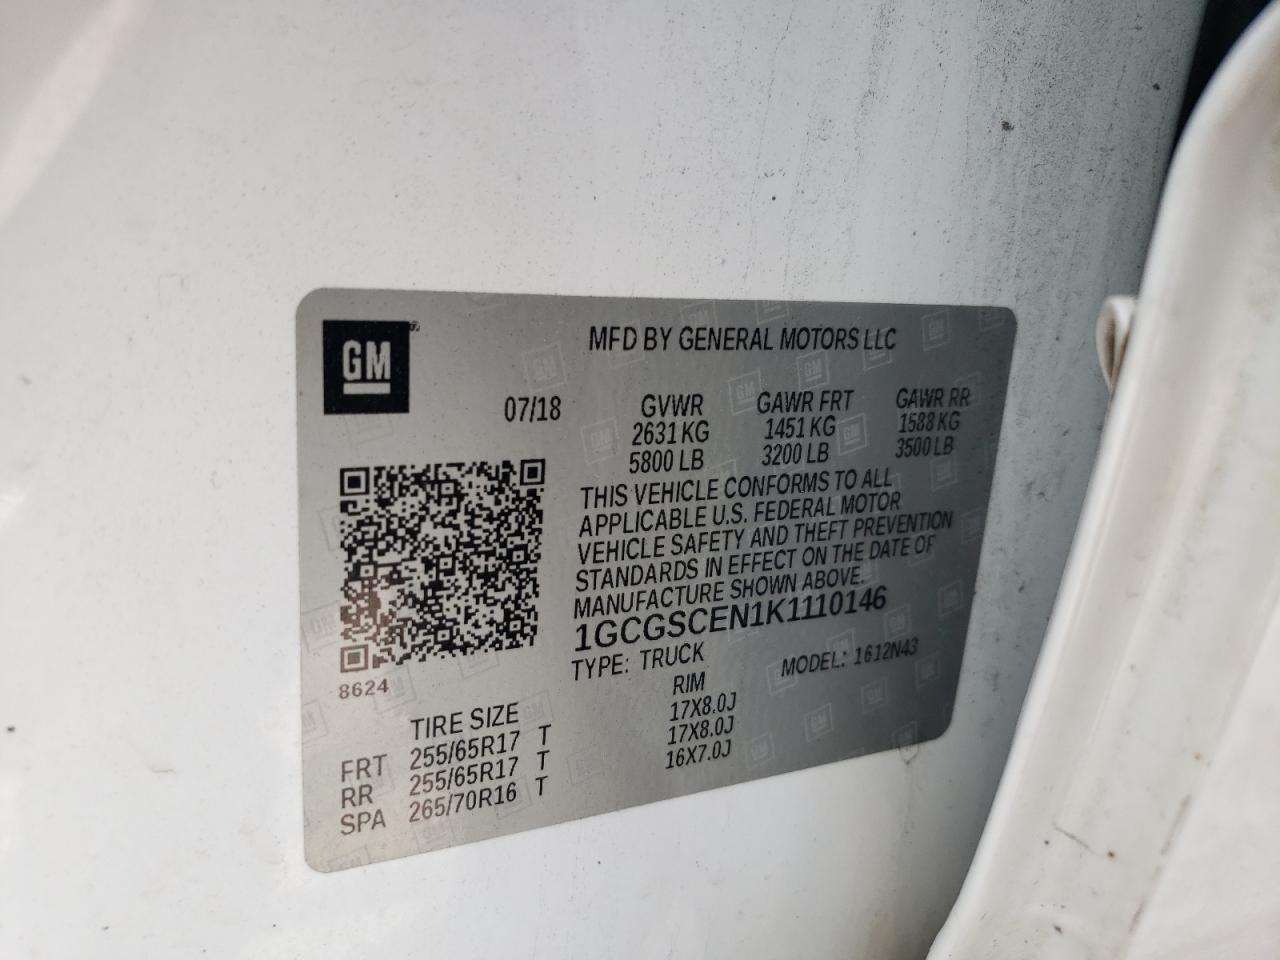 GM
MFD BY GENERAL MOTORS LLC
07/18
GVWR GAWR FRT GAWR RR
2631 KG 1451 KG 1588 KG
5800 LB 3200 LB 3500 LB
THIS VEHICLE CONFORMS TO ALL
APPLICABLE U.S. FEDERAL MOTOR
VEHICLE SAFETY AND THEFT PREVENTION
STANDARDS IN EFFECT ON THE DATE OF
MANUFACTURE SHOWN ABOVE.
1GCGSCEN1K1110146
TYPE: TRUCK MODEL: 1612N43
8624
TIRE SIZE RIM
FRT 255/65R17 T 17X8.0J
RR 255/65R17 T 17X8.0J
SPA 265/70R16 T 16X7.0J